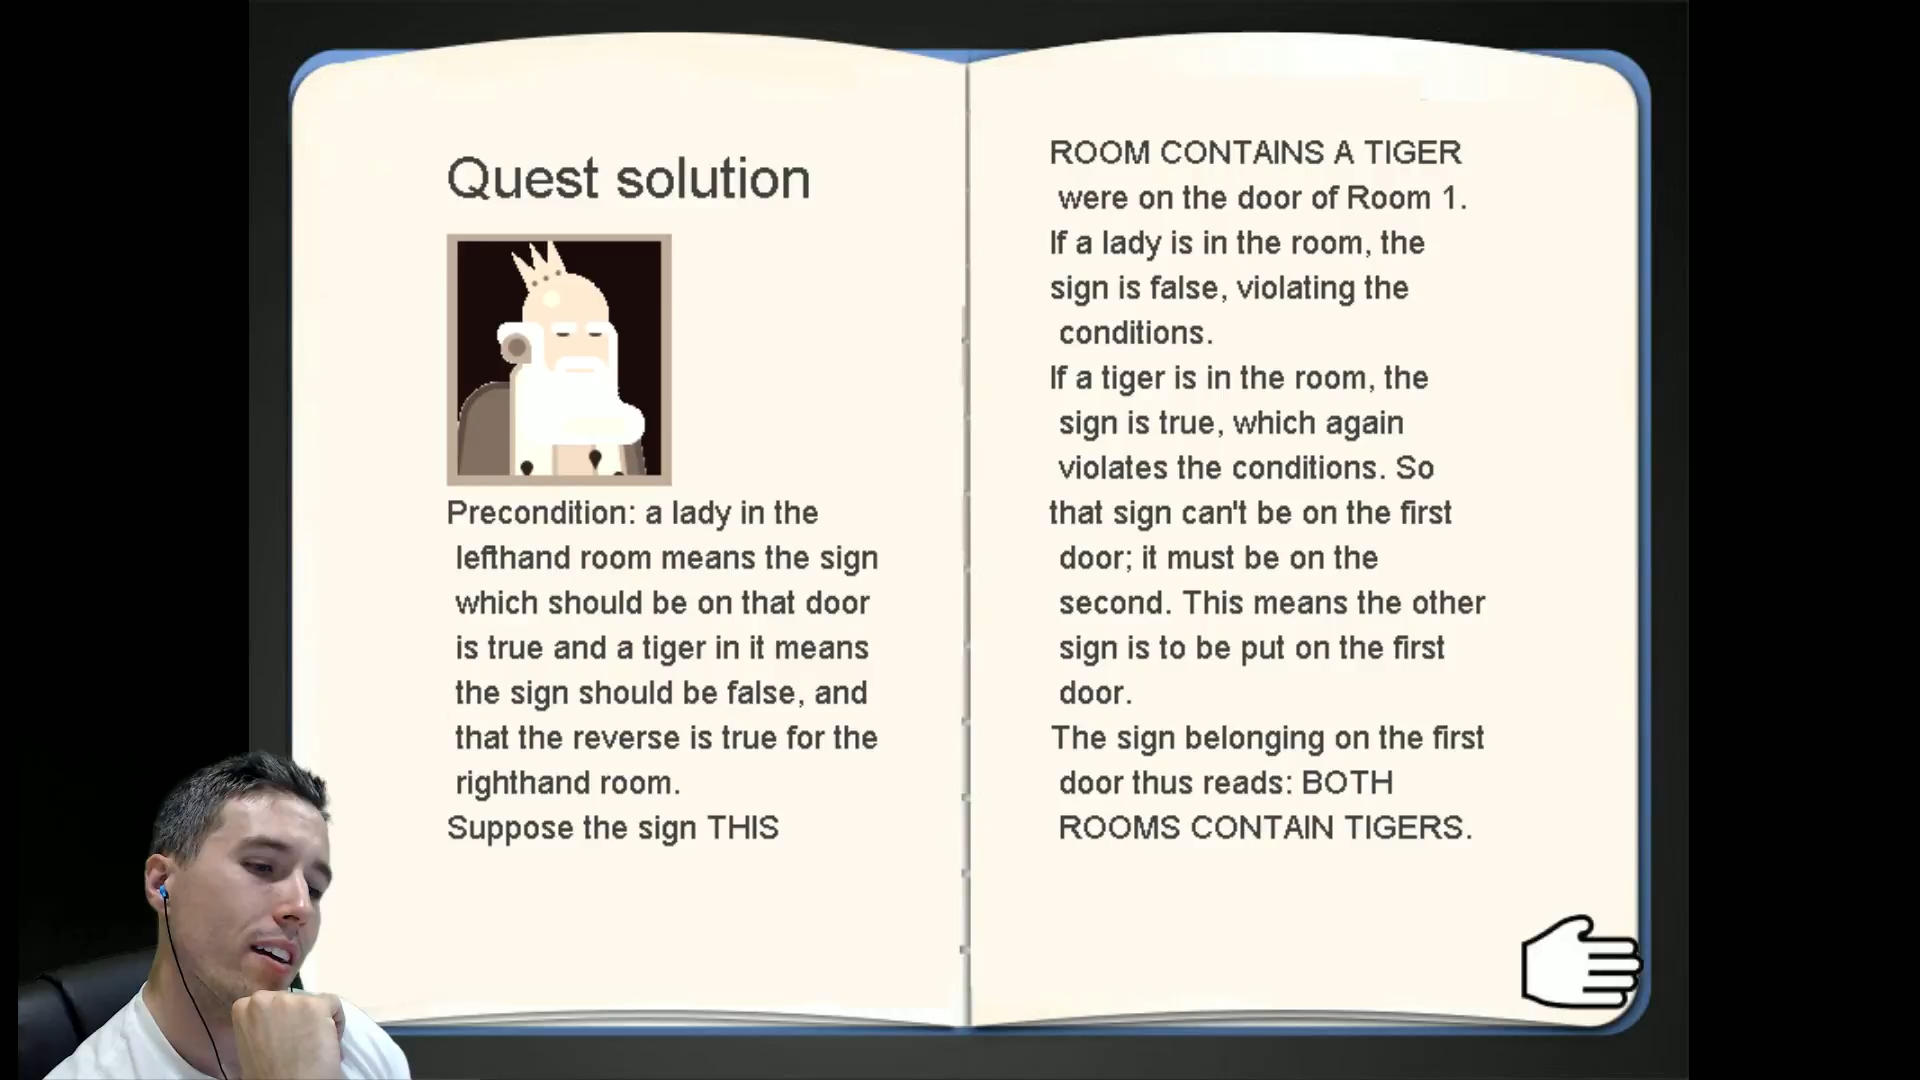 Quest solution
Precondition: a lady in the
lefthand room means the sign
which should be on that door
is true and a tiger in it means
the sign should be false, and
that the reverse is true for the
righthand room.
Suppose the sign THIS
ROOM CONTAINS A TIGER
were on the door of Room 1.
If a lady is in the room, the
sign is false, violating the
conditions.
If a tiger is in the room, the
sign is true, which again
violates the conditions. So
that sign can't be on the first
door; it must be on the
second. This means the other
sign is to be put on the first
door.
The sign belonging on the first
door thus reads: BOTH
ROOMS CONTAIN TIGERS.